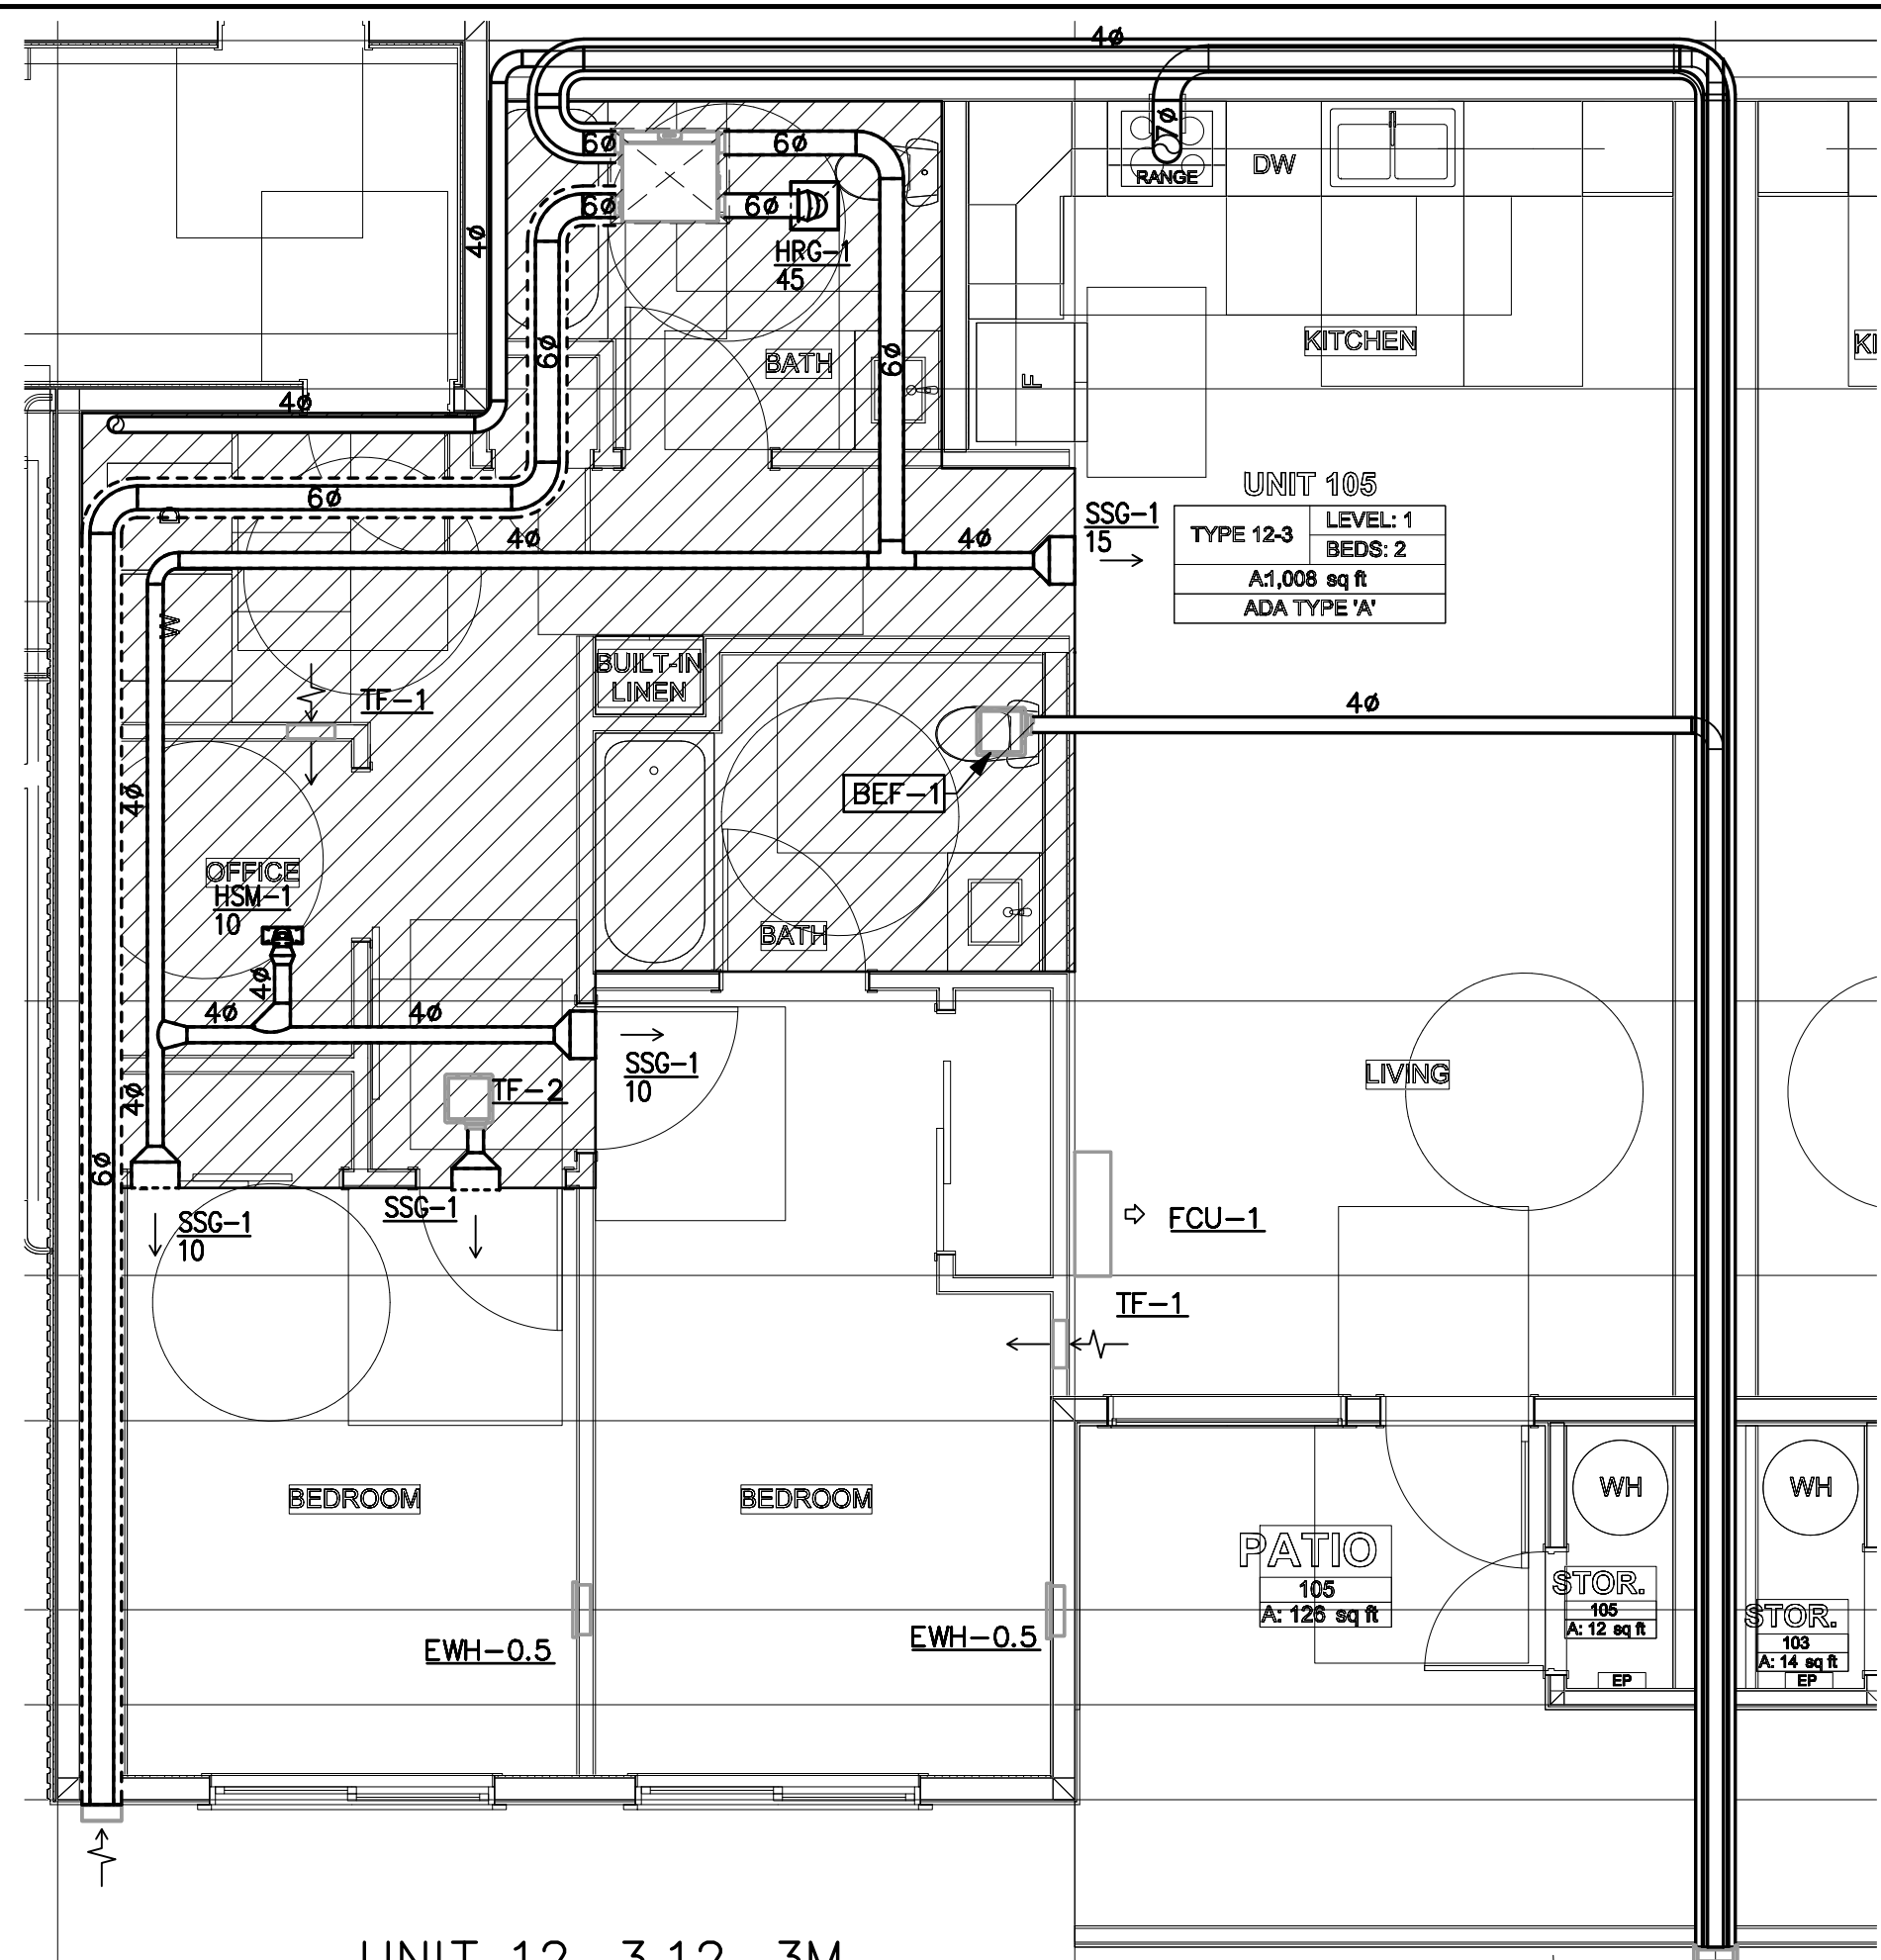 4ø
7ø
6ø
6ø
DW
RANGE
6ø
6ø
4ø
HRG-1
45
KITCHEN
6ø
BATH
6ø
F
4ø
UNIT 105
6ø
SSG-1
15
TYPE 12-3
LEVEL: 1
BEDS: 2
A:1,008 sq ft
ADA TYPE 'A'
4ø
4ø
W
BUILT-IN
LINEN
TF-1
4ø
4ø
BEF-1
OFFICE
HSM-1
10
BATH
4ø
4ø
4ø
SSG-1
10
LIVING
TF-2
4ø
6ø
SSG-1
SSG-1
10
FCU-1
TF-1
BEDROOM
BEDROOM
WH
WH
PATIO
105
A: 126 sq ft
STOR.
105
A: 12 sq ft
STOR.
103
A: 14 sq ft
EWH-0.5
EWH-0.5
EP
EP